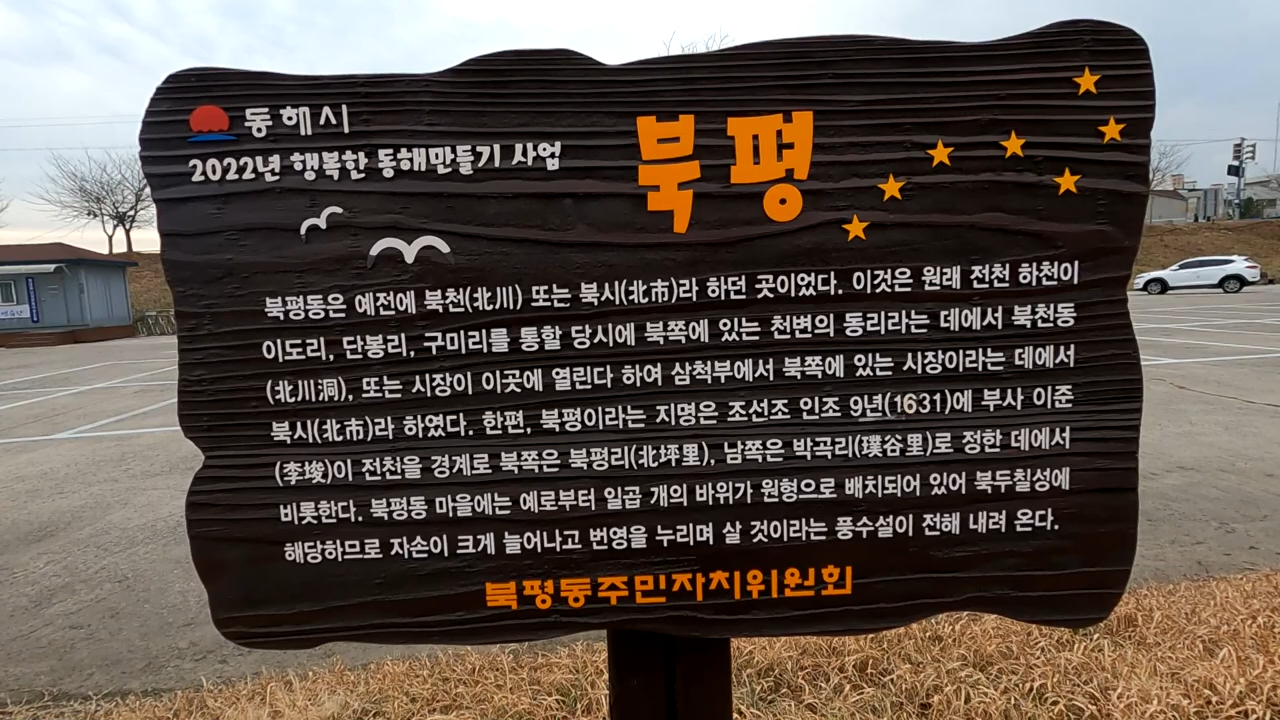 동해시
2022년 행복한 동해만들기 사업
북평
북평동은 예전에 북천(北川) 또는 북시(北市)라 하던 곳이었다. 이것은 원래 전천 하천이
이도리, 단봉리, 구미리를 통할 당시에 북쪽에 있는 천변의 동리라는 데에서 북천동
(北川洞), 또는 시장이 이곳에 열린다 하여 삼척부에서 북쪽에 있는 시장이라는 데에서
북시(北市)라 하였다. 한편, 북평이라는 지명은 조선조 인조 9년(1631)에 부사 이준
(李埈)이 전천을 경계로 북쪽은 북평리(北坪里), 남쪽은 박곡리(璞谷里)로 정한 데에서
비롯한다. 북평동 마을에는 예로부터 일곱 개의 바위가 원형으로 배치되어 있어 북두칠성에
해당하므로 자손이 크게 늘어나고 번영을 누리며 살 것이라는 풍수설이 전해 내려 온다.
북평동주민자치위원회